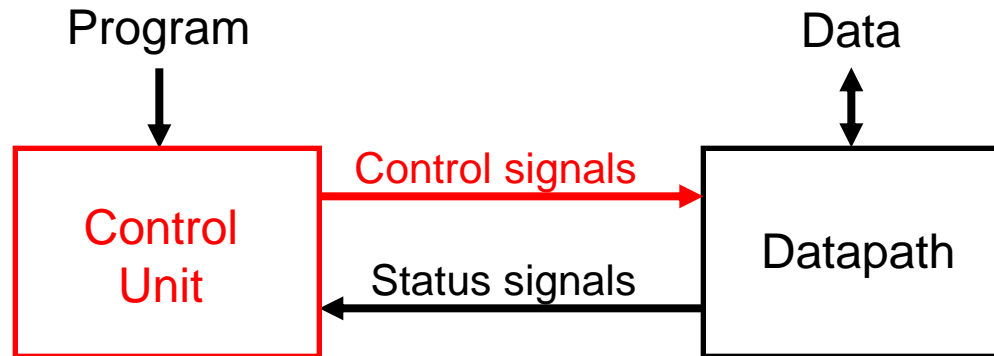 Program
Data
Control signals
Control
Unit
Datapath
Status signals